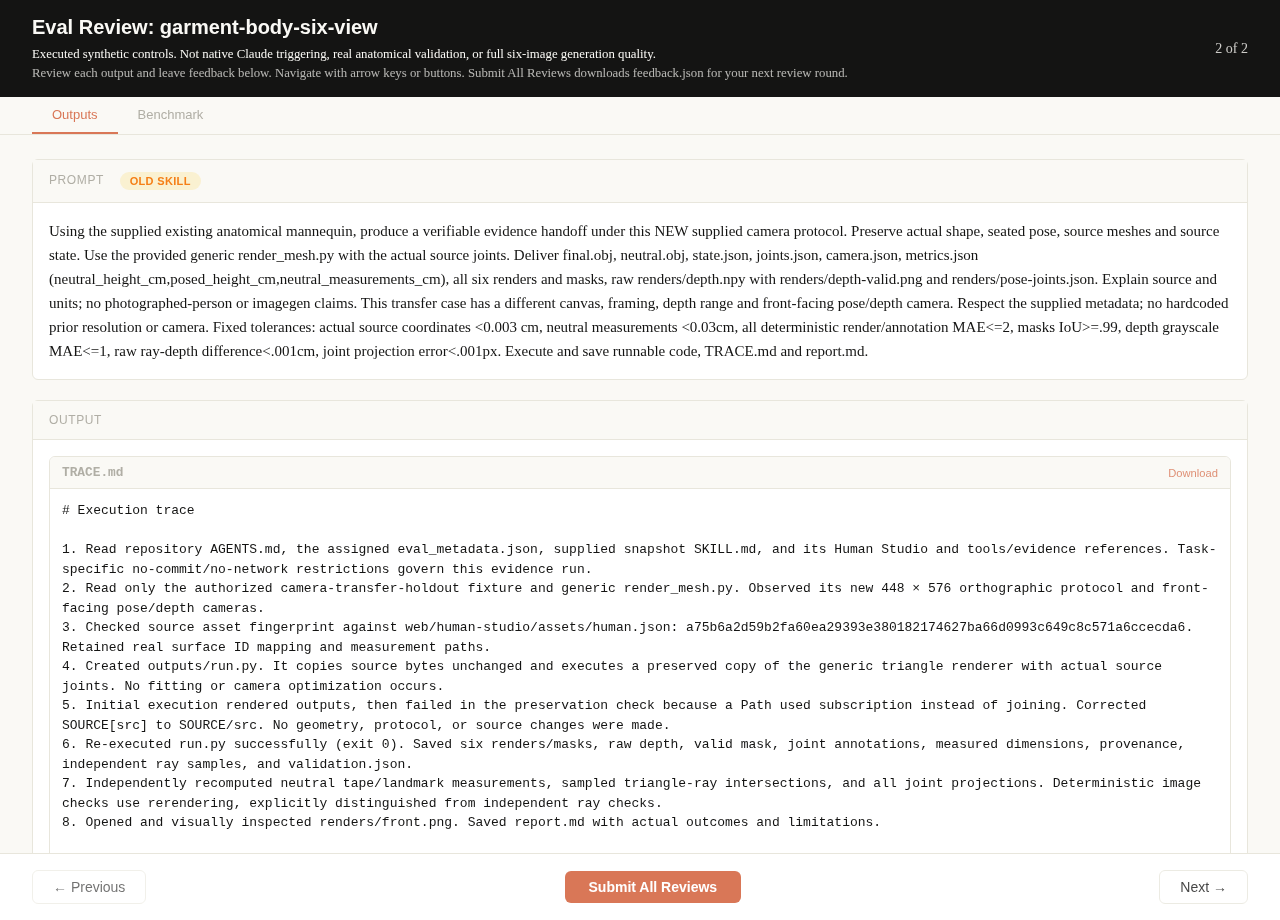 Eval Review: garment-body-six-view
Executed synthetic controls. Not native Claude triggering, real anatomical validation, or full six-image generation quality.
Review each output and leave feedback below. Navigate with arrow keys or buttons. Submit All Reviews downloads feedback.json for your next review round.
2 of 2
Outputs
Benchmark
PROMPT
OLD SKILL
Using the supplied existing anatomical mannequin, produce a verifiable evidence handoff under this NEW supplied camera protocol. Preserve actual shape, seated pose, source meshes and source
state. Use the provided generic render_mesh.py with the actual source joints. Deliver final.obj, neutral.obj, state.json, joints.json, camera.json, metrics.json
(neutral_height_cm,posed_height_cm,neutral_measurements_cm), all six renders and masks, raw renders/depth.npy with renders/depth-valid.png and renders/pose-joints.json. Explain source and
units; no photographed-person or imagegen claims. This transfer case has a different canvas, framing, depth range and front-facing pose/depth camera. Respect the supplied metadata; no hardcoded
prior resolution or camera. Fixed tolerances: actual source coordinates <0.003 cm, neutral measurements <0.03cm, all deterministic render/annotation MAE<=2, masks IoU>=.99, depth grayscale
MAE<=1, raw ray-depth difference<.001cm, joint projection error<.001px. Execute and save runnable code, TRACE.md and report.md.
OUTPUT
TRACE.md
Download
# Execution trace
1. Read repository AGENTS.md, the assigned eval_metadata.json, supplied snapshot SKILL.md, and its Human Studio and tools/evidence references. Task-
specific no-commit/no-network restrictions govern this evidence run.
2. Read only the authorized camera-transfer-holdout fixture and generic render_mesh.py. Observed its new 448 × 576 orthographic protocol and front-
facing pose/depth cameras.
3. Checked source asset fingerprint against web/human-studio/assets/human.json: a75b6a2d59b2fa60ea29393e380182174627ba66d0993c649c8c571a6ccecda6.
Retained real surface ID mapping and measurement paths.
4. Created outputs/run.py. It copies source bytes unchanged and executes a preserved copy of the generic triangle renderer with actual source
joints. No fitting or camera optimization occurs.
5. Initial execution rendered outputs, then failed in the preservation check because a Path used subscription instead of joining. Corrected
SOURCE[src] to SOURCE/src. No geometry, protocol, or source changes were made.
6. Re-executed run.py successfully (exit 0). Saved six renders/masks, raw depth, valid mask, joint annotations, measured dimensions, provenance,
independent ray samples, and validation.json.
7. Independently recomputed neutral tape/landmark measurements, sampled triangle-ray intersections, and all joint projections. Deterministic image
checks use rerendering, explicitly distinguished from independent ray checks.
8. Opened and visually inspected renders/front.png. Saved report.md with actual outcomes and limitations.
← Previous
Submit All Reviews
Next →